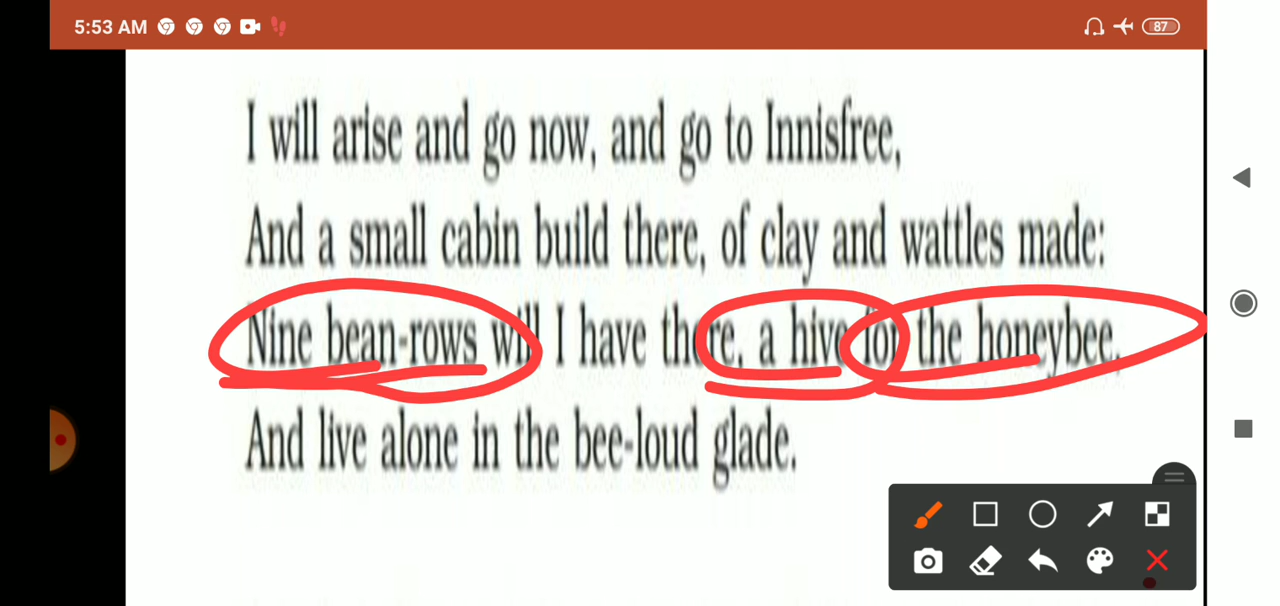 5:53 AM
87
I will arise and go now, and go to Innisfree,
And a small cabin build there, of clay and wattles made:
Nine bean-rows will I have there, a hive for the honeybee,
And live alone in the bee-loud glade.